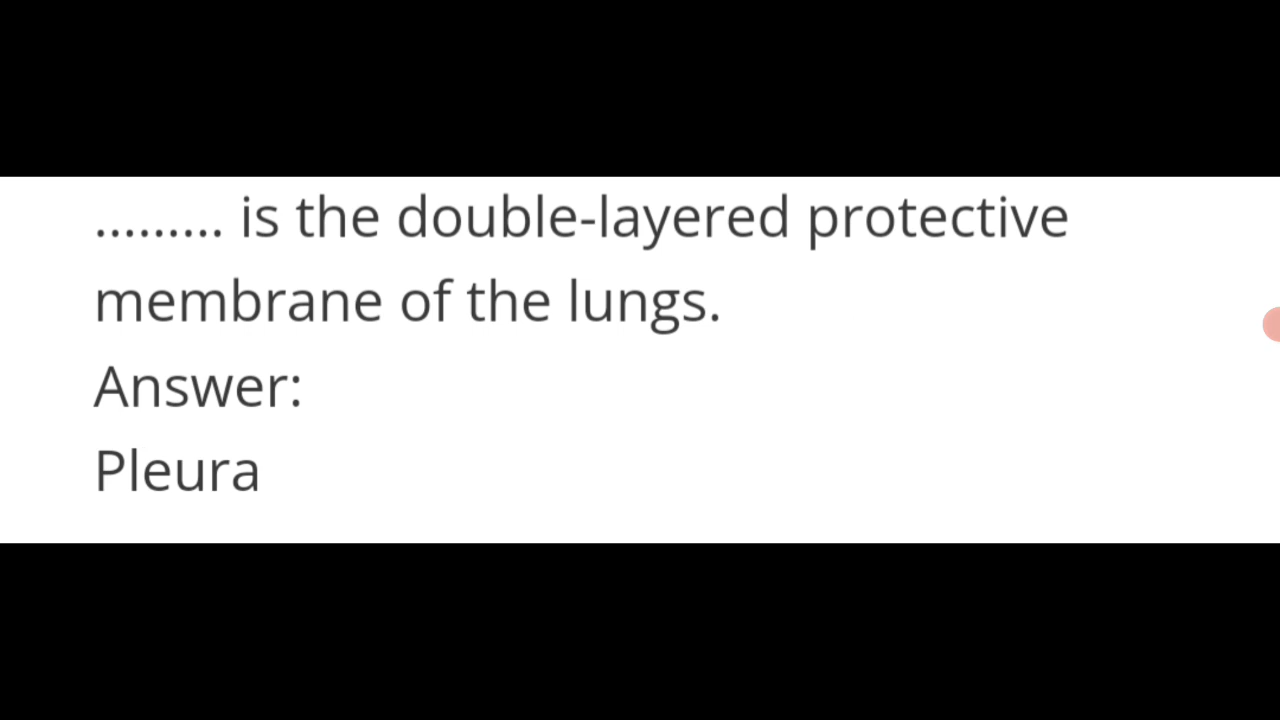 ......... is the double-layered protective
membrane of the lungs.
Answer:
Pleura